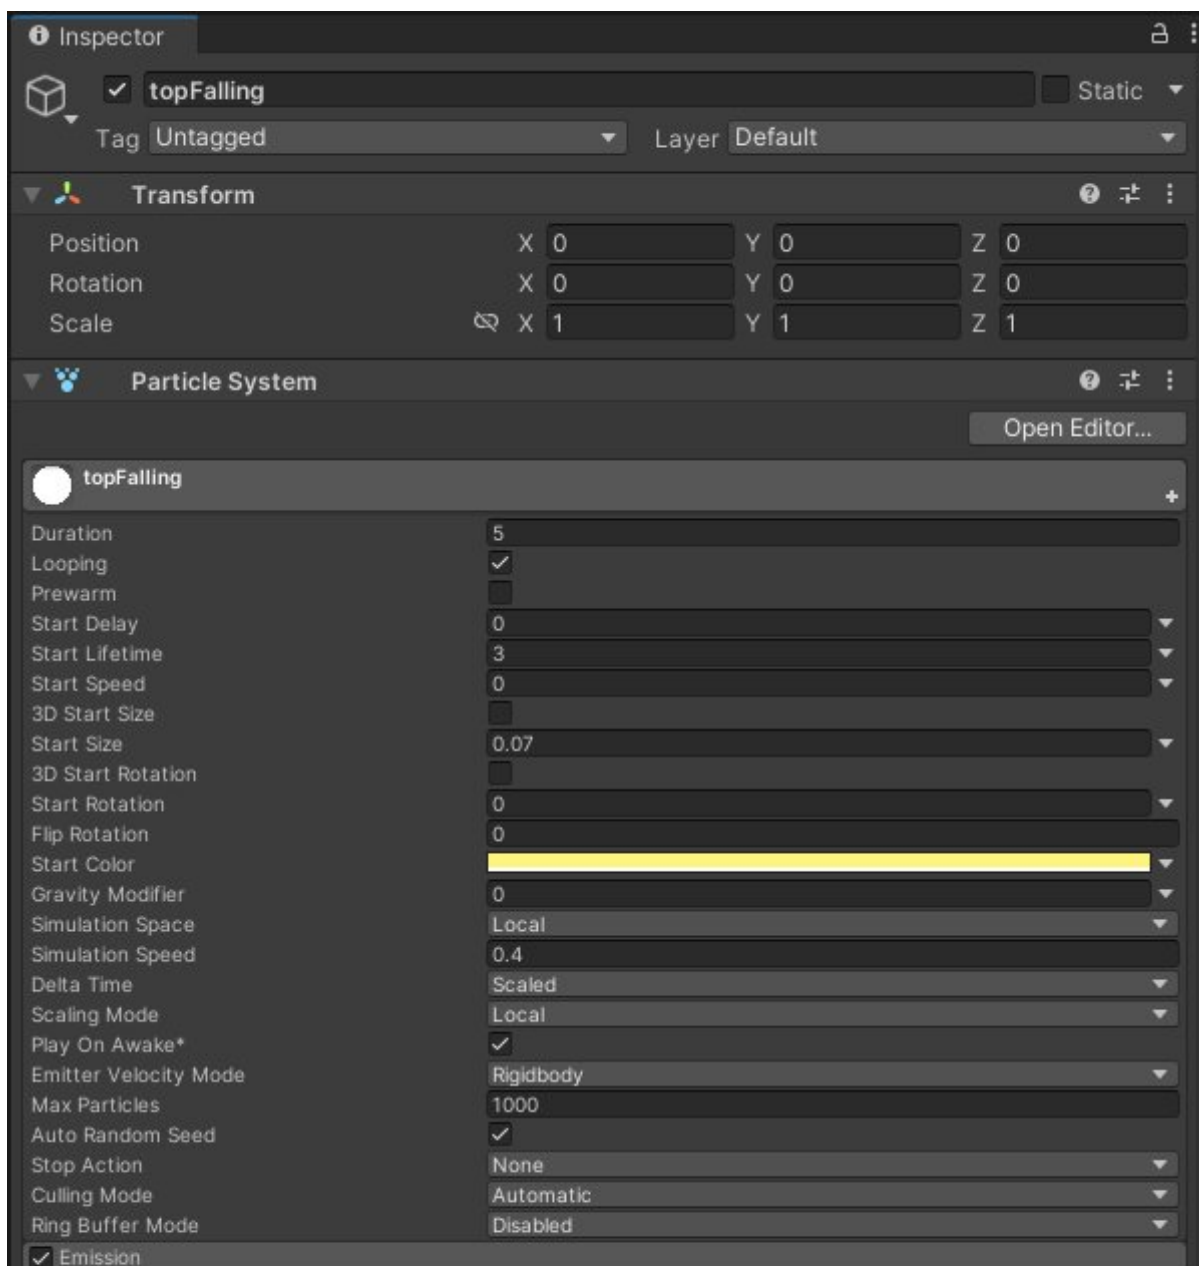 Inspector
topFalling Static
Tag Untagged Layer Default
Transform
Position X 0 Y 0 Z 0
Rotation X 0 Y 0 Z 0
Scale X 1 Y 1 Z 1
Particle System
Open Editor...
topFalling
Duration 5
Looping
Prewarm
Start Delay 0
Start Lifetime 3
Start Speed 0
3D Start Size
Start Size 0.07
3D Start Rotation
Start Rotation 0
Flip Rotation 0
Start Color
Gravity Modifier 0
Simulation Space Local
Simulation Speed 0.4
Delta Time Scaled
Scaling Mode Local
Play On Awake*
Emitter Velocity Mode Rigidbody
Max Particles 1000
Auto Random Seed
Stop Action None
Culling Mode Automatic
Ring Buffer Mode Disabled
Emission